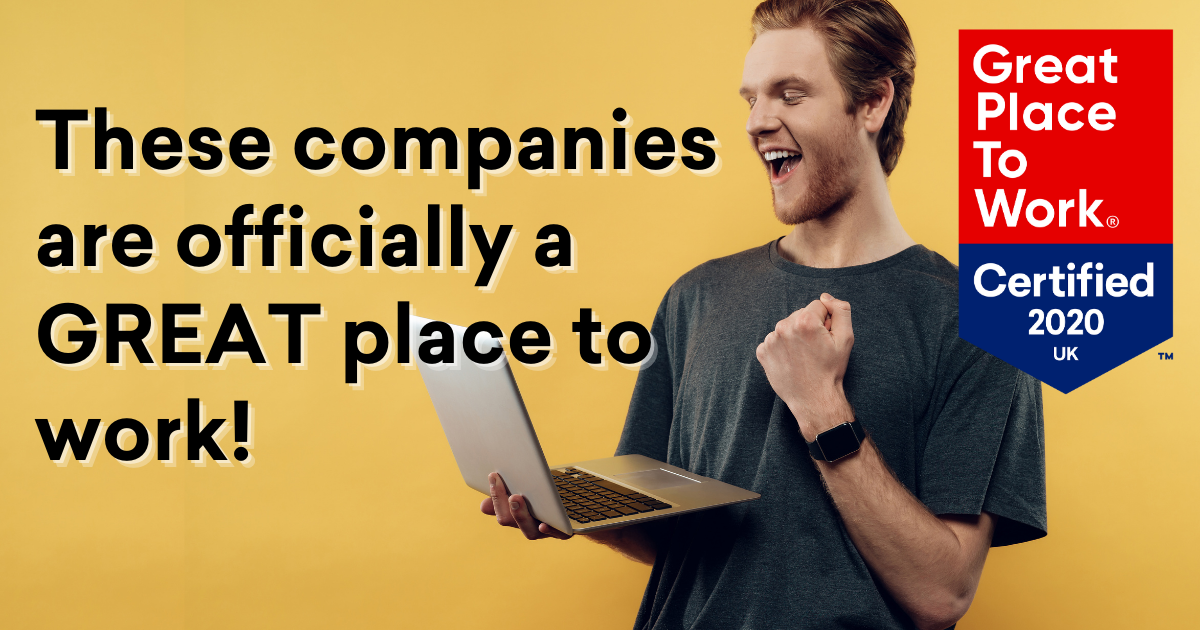 These companies
are officially a
GREAT place to
work!
Great
Place
To
Work®
Certified
2020
UK
™